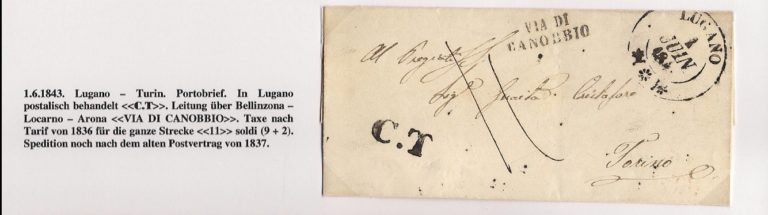 1.6.1843. Lugano – Turin. Portobrief. In Lugano
postalisch behandelt <<C.T>>. Leitung über Bellinzona –
Locarno – Arona <<VIA DI CANOBBIO>>. Taxe nach
Tarif von 1836 für die ganze Strecke <<11>> soldi (9 + 2).
Spedition noch nach dem alten Postvertrag von 1837.
VIA DI
CANOBBIO
LUGANO
1
JUIN
Al
C.T
Torino